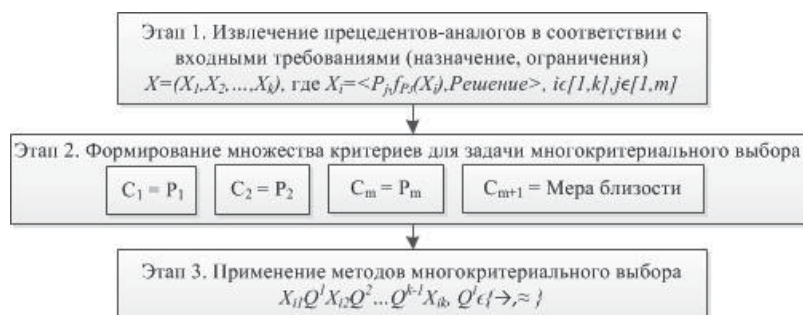 Этап 1. Извлечение прецедентов-аналогов в соответствии с
входными требованиями (назначение, ограничения)
X=(X₁,X₂,...,Xₖ), где Xᵢ=<Pⱼ,f_Pj(Xᵢ),Решение>, iϵ[1,k],jϵ[1,m]
Этап 2. Формирование множества критериев для задачи многокритериального выбора
C₁ = P₁
C₂ = P₂
Cₘ = Pₘ
Cₘ₊₁ = Мера близости
Этап 3. Применение методов многокритериального выбора
Xᵢ₁Q¹Xᵢ₂Q²...Qᵏ⁻¹Xᵢₖ, Qⁱϵ{→,≈ }